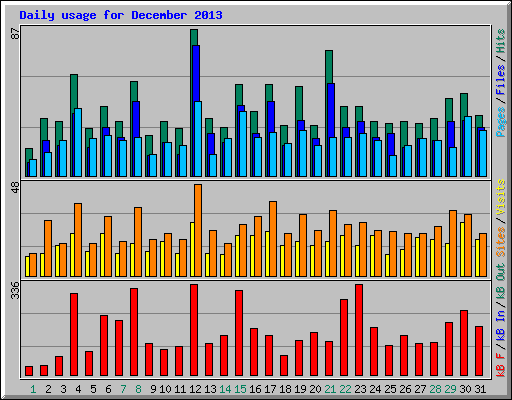 Daily usage for December 2013
87
Pages / Files / Hits
48
Sites / Visits
336
kB F / kB In / kB Out
1 2 3 4 5 6 7 8 9 10 11 12 13 14 15 16 17 18 19 20 21 22 23 24 25 26 27 28 29 30 31